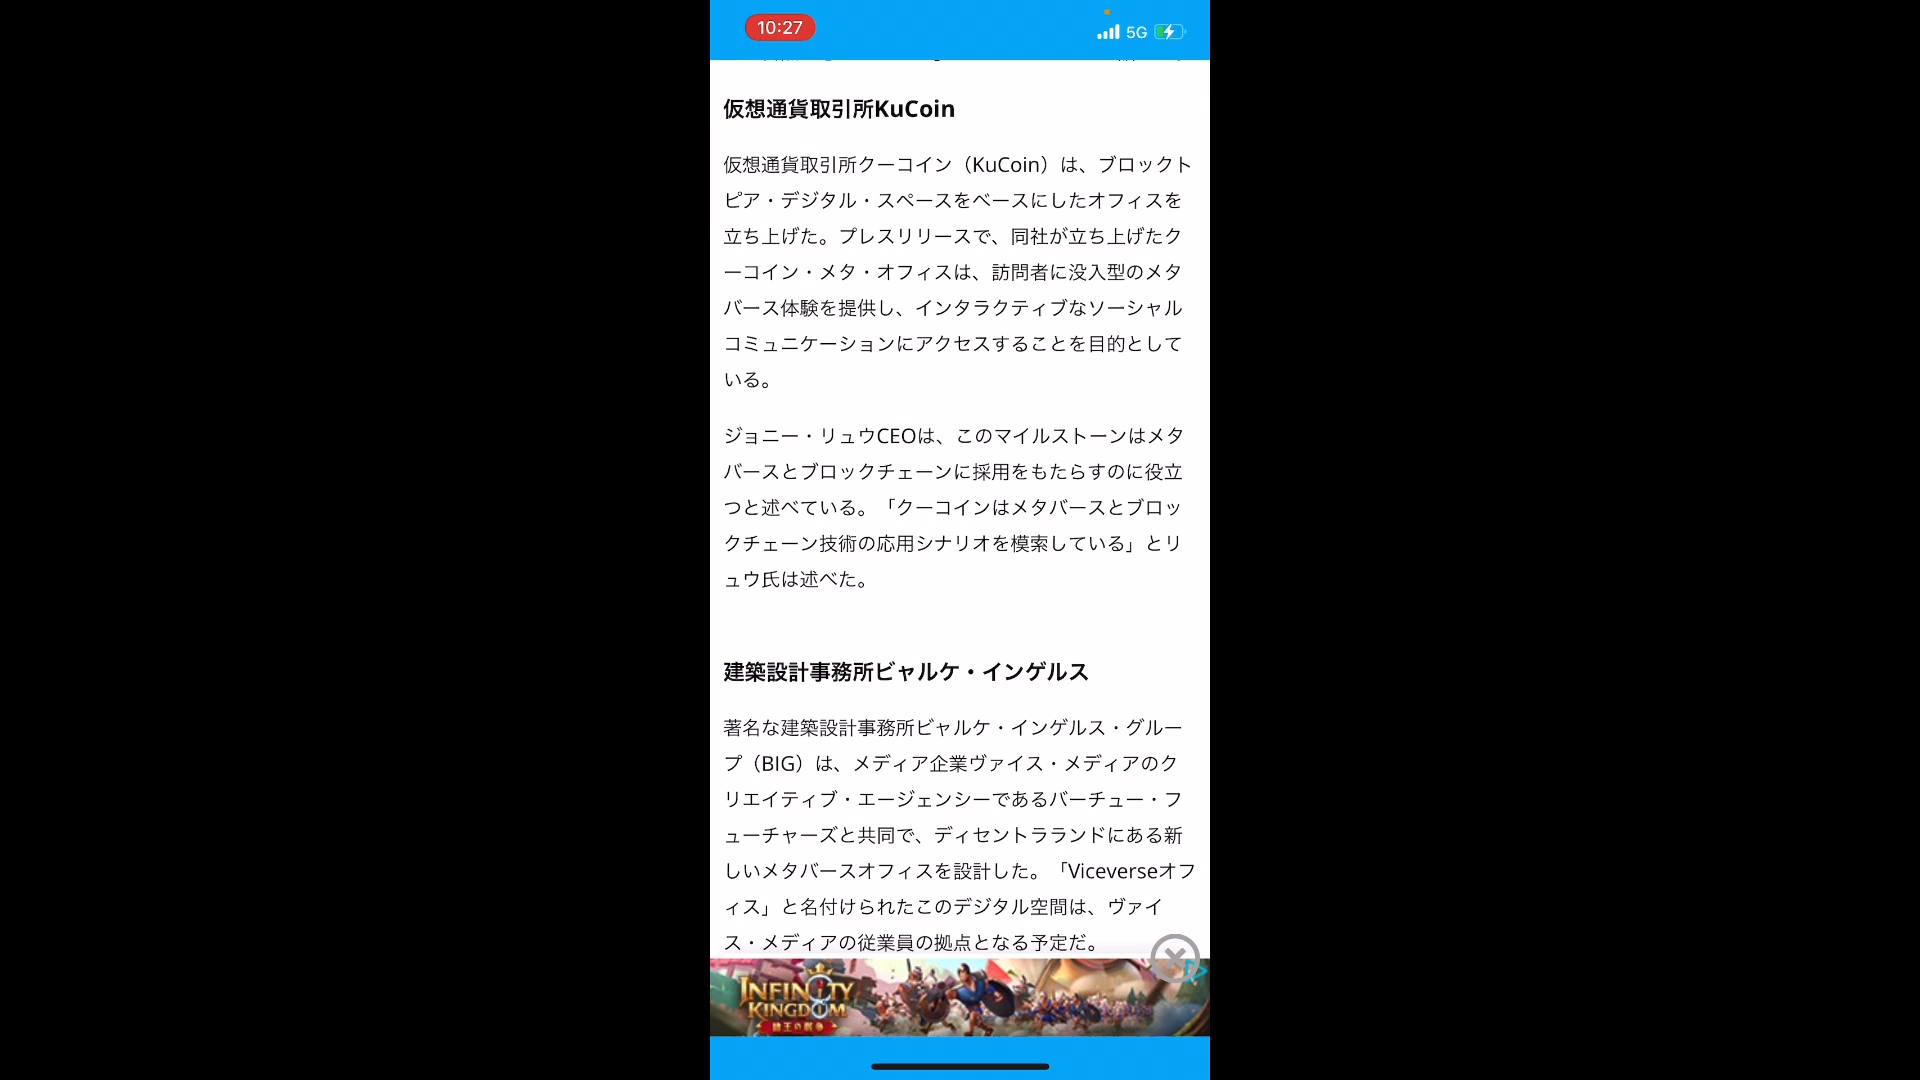 10:27
5G
仮想通貨取引所KuCoin
仮想通貨取引所クーコイン（KuCoin）は、ブロックト
ピア・デジタル・スペースをベースにしたオフィスを
立ち上げた。プレスリリースで、同社が立ち上げたク
ーコイン・メタ・オフィスは、訪問者に没入型のメタ
バース体験を提供し、インタラクティブなソーシャル
コミュニケーションにアクセスすることを目的として
いる。
ジョニー・リュウCEOは、このマイルストーンはメタ
バースとブロックチェーンに採用をもたらすのに役立
つと述べている。「クーコインはメタバースとブロッ
クチェーン技術の応用シナリオを模索している」とリ
ュウ氏は述べた。
建築設計事務所ビャルケ・インゲルス
著名な建築設計事務所ビャルケ・インゲルス・グルー
プ（BIG）は、メディア企業ヴァイス・メディアのク
リエイティブ・エージェンシーであるバーチュー・フ
ューチャーズと共同で、ディセントラランドにある新
しいメタバースオフィスを設計した。「Viceverseオフ
ィス」と名付けられたこのデジタル空間は、ヴァイ
ス・メディアの従業員の拠点となる予定だ。
INFINITY
KINGDOM